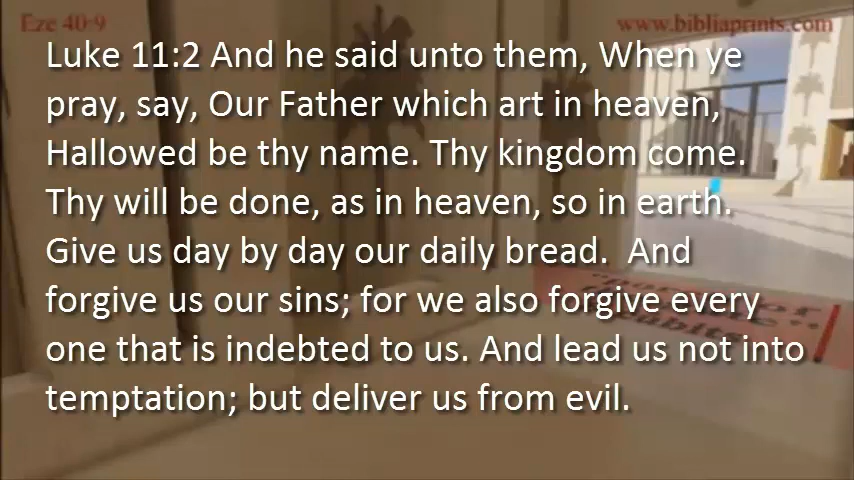 Eze 40:9
www.bibliaprints.com
Luke 11:2 And he said unto them, When ye
pray, say, Our Father which art in heaven,
Hallowed be thy name. Thy kingdom come.
Thy will be done, as in heaven, so in earth.
Give us day by day our daily bread.  And
forgive us our sins; for we also forgive every
one that is indebted to us. And lead us not into
temptation; but deliver us from evil.